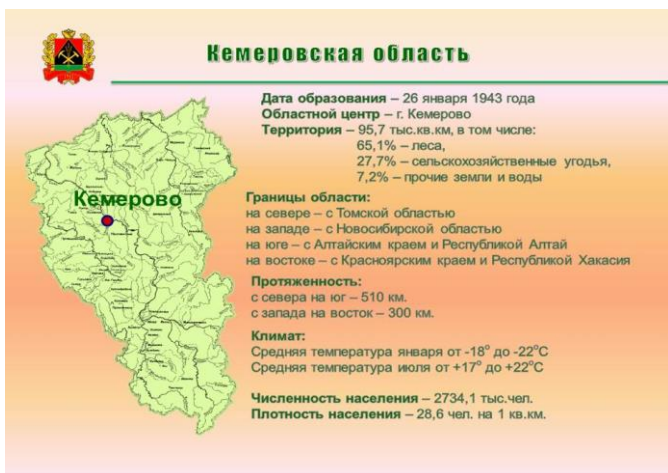 Кемеровская область
Дата образования – 26 января 1943 года
Областной центр – г. Кемерово
Территория – 95,7 тыс.кв.км, в том числе:
65,1% – леса,
27,7% – сельскохозяйственные угодья,
7,2% – прочие земли и воды
Кемерово
Границы области:
на севере – с Томской областью
на западе – с Новосибирской областью
на юге – с Алтайским краем и Республикой Алтай
на востоке – с Красноярским краем и Республикой Хакасия
Протяженность:
с севера на юг – 510 км.
с запада на восток – 300 км.
Климат:
Средняя температура января от -18° до -22°С
Средняя температура июля от +17° до +22°С
Численность населения – 2734,1 тыс.чел.
Плотность населения – 28,6 чел. на 1 кв.км.